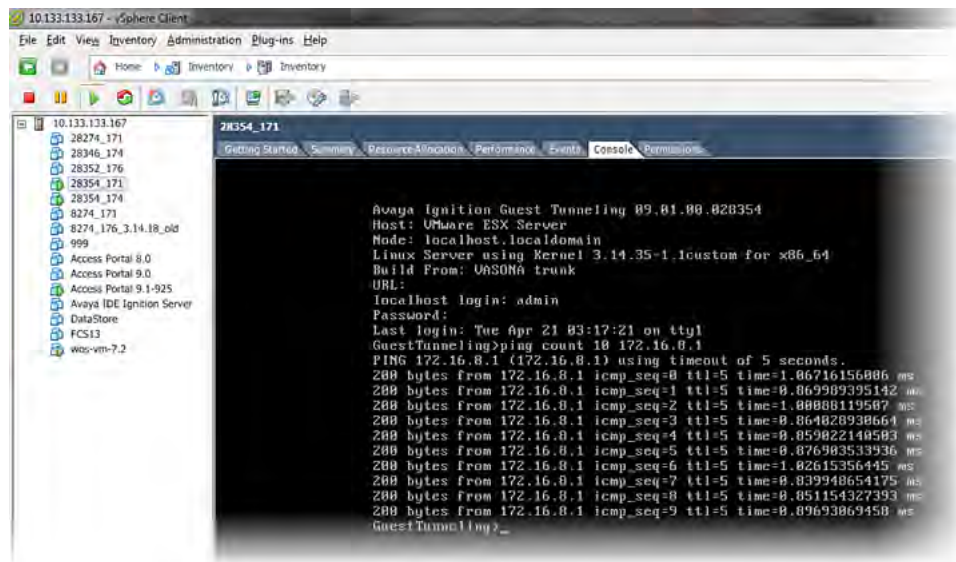 10.133.133.167 - vSphere Client
File Edit View Inventory Administration Plug-ins Help
Home Inventory Inventory
10.133.133.167
28274_171
28346_174
28352_176
28354_171
28354_174
8274_171
8274_176_3.14.18_old
999
Access Portal 8.0
Access Portal 9.0
Access Portal 9.1-925
Avaya IDE Ignition Server
DataStore
FCS13
wos-vm-7.2
28354_171
Getting Started Summary Resource Allocation Performance Events Console Permissions
Avaya Ignition Guest Tunneling 09.01.00.028354
Host: VMware ESX Server
Node: localhost.localdomain
Linux Server using Kernel 3.14.35-1.1custom for x86_64
Build From: VASONA trunk
URL:
localhost login: admin
Password:
Last login: Tue Apr 21 03:17:21 on tty1
GuestTunneling>ping count 10 172.16.8.1
PING 172.16.8.1 (172.16.8.1) using timeout of 5 seconds.
200 bytes from 172.16.8.1 icmp_seq=0 ttl=5 time=1.06716156006 ms
200 bytes from 172.16.8.1 icmp_seq=1 ttl=5 time=0.869989395142 ms
200 bytes from 172.16.8.1 icmp_seq=2 ttl=5 time=1.00088119507 ms
200 bytes from 172.16.8.1 icmp_seq=3 ttl=5 time=0.864028930664 ms
200 bytes from 172.16.8.1 icmp_seq=4 ttl=5 time=0.859022140503 ms
200 bytes from 172.16.8.1 icmp_seq=5 ttl=5 time=0.876903533936 ms
200 bytes from 172.16.8.1 icmp_seq=6 ttl=5 time=1.02615356445 ms
200 bytes from 172.16.8.1 icmp_seq=7 ttl=5 time=0.839948654175 ms
200 bytes from 172.16.8.1 icmp_seq=8 ttl=5 time=0.851154327393 ms
200 bytes from 172.16.8.1 icmp_seq=9 ttl=5 time=0.89693069458 ms
GuestTunneling>_